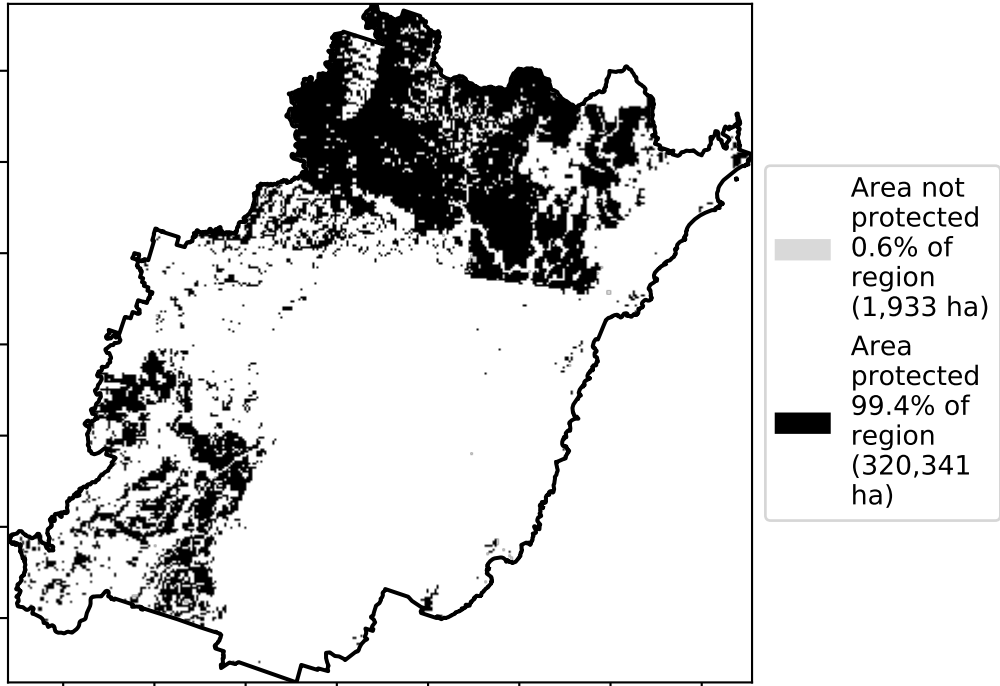 Area not
protected
0.6% of
region
(1,933 ha)
Area
protected
99.4% of
region
(320,341
ha)